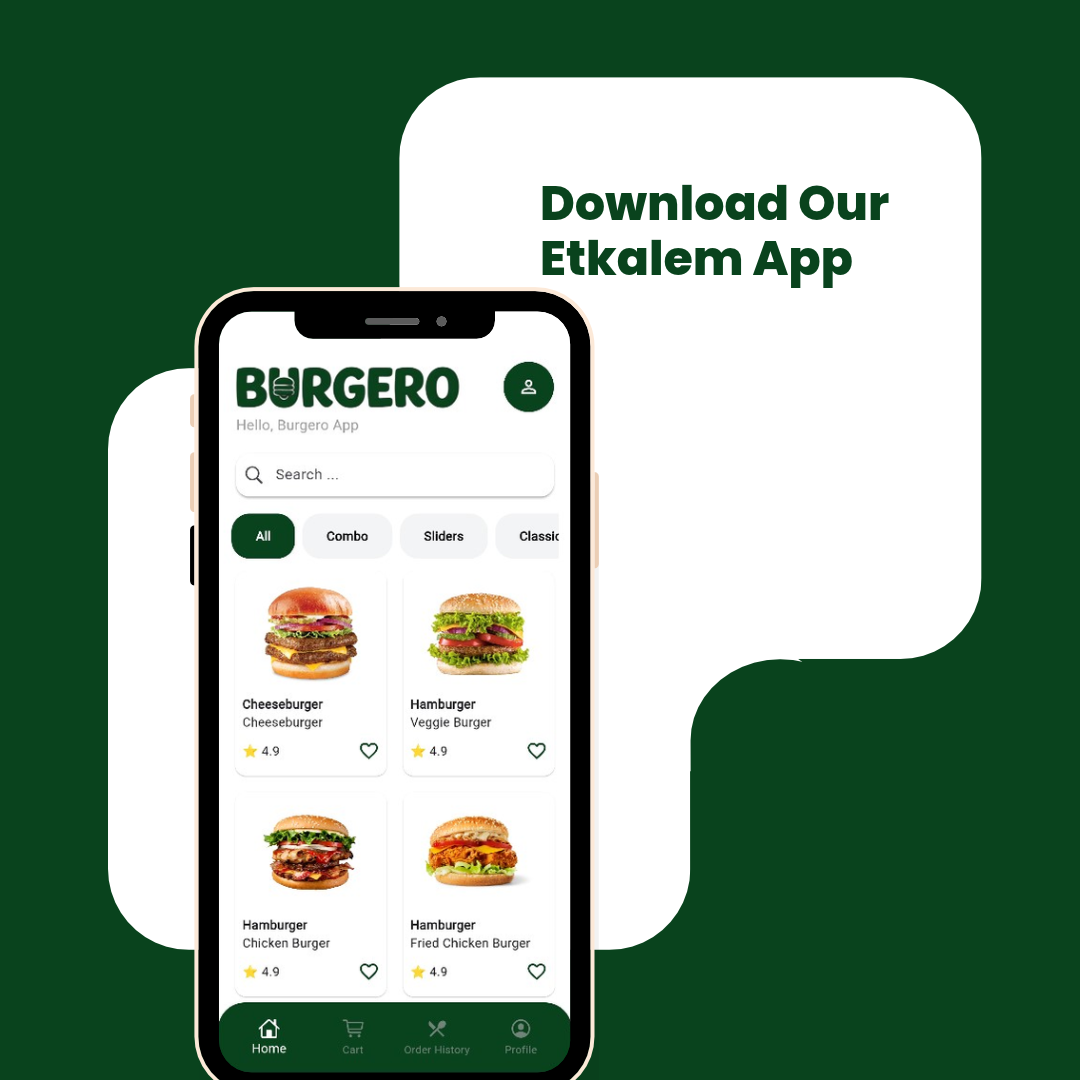 Download Our
Etkalem App
BURGERO
Hello, Burgero App
Search ...
All Combo Sliders Classic
Cheeseburger Hamburger
Cheeseburger Veggie Burger
4.9 4.9
Hamburger Hamburger
Chicken Burger Fried Chicken Burger
4.9 4.9
Home Cart Order History Profile